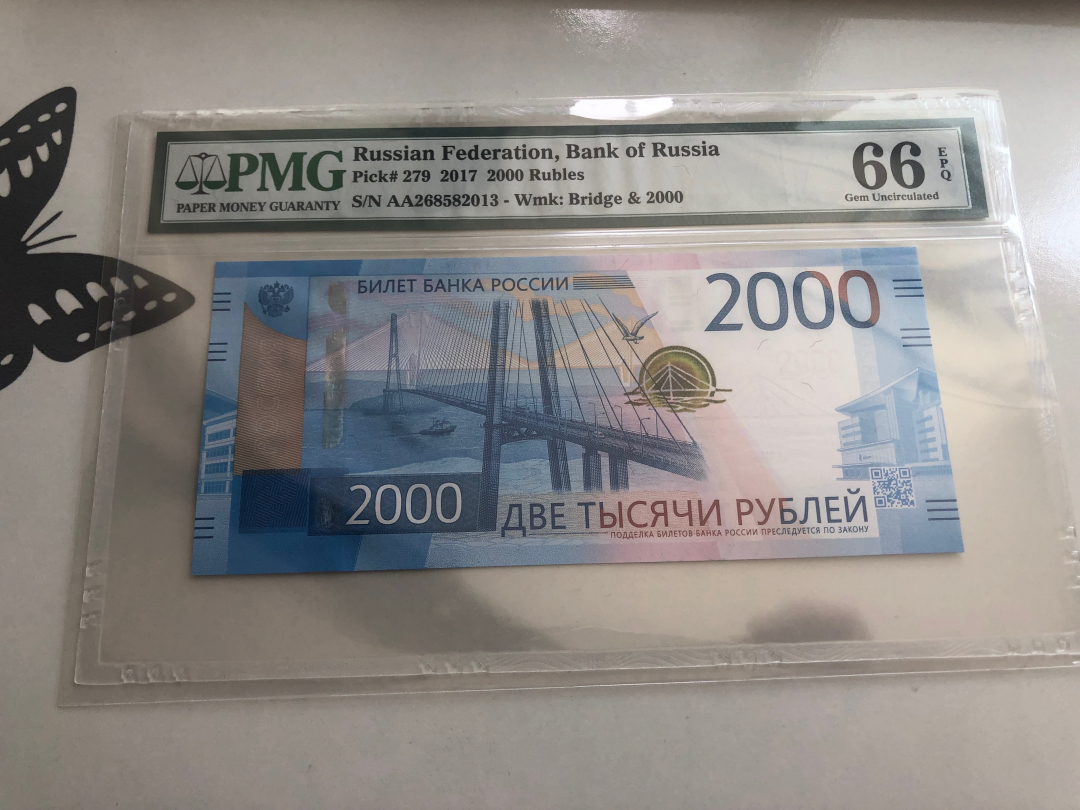 PMG
PAPER MONEY GUARANTY
Russian Federation, Bank of Russia
Pick# 279 2017 2000 Rubles
S/N AA268582013 - Wmk: Bridge & 2000
66
EPQ
Gem Uncirculated
БИЛЕТ БАНКА РОССИИ
2000
2000
ДВЕ ТЫСЯЧИ РУБЛЕЙ
ПОДДЕЛКА БИЛЕТОВ БАНКА РОССИИ ПРЕСЛЕДУЕТСЯ ПО ЗАКОНУ